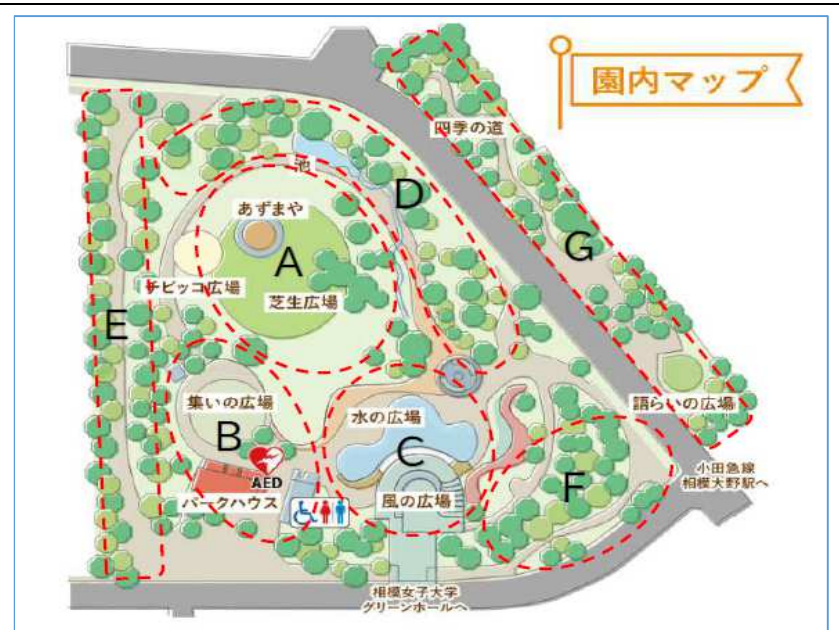 園内マップ
四季の道
池
D
あずまや
A
G
チビッコ広場
芝生広場
E
集いの広場
水の広場
語らいの広場
B
C
AED
F
小田急線
相模大野駅へ
パークハウス
風の広場
相模女子大学
グリーンホールへ